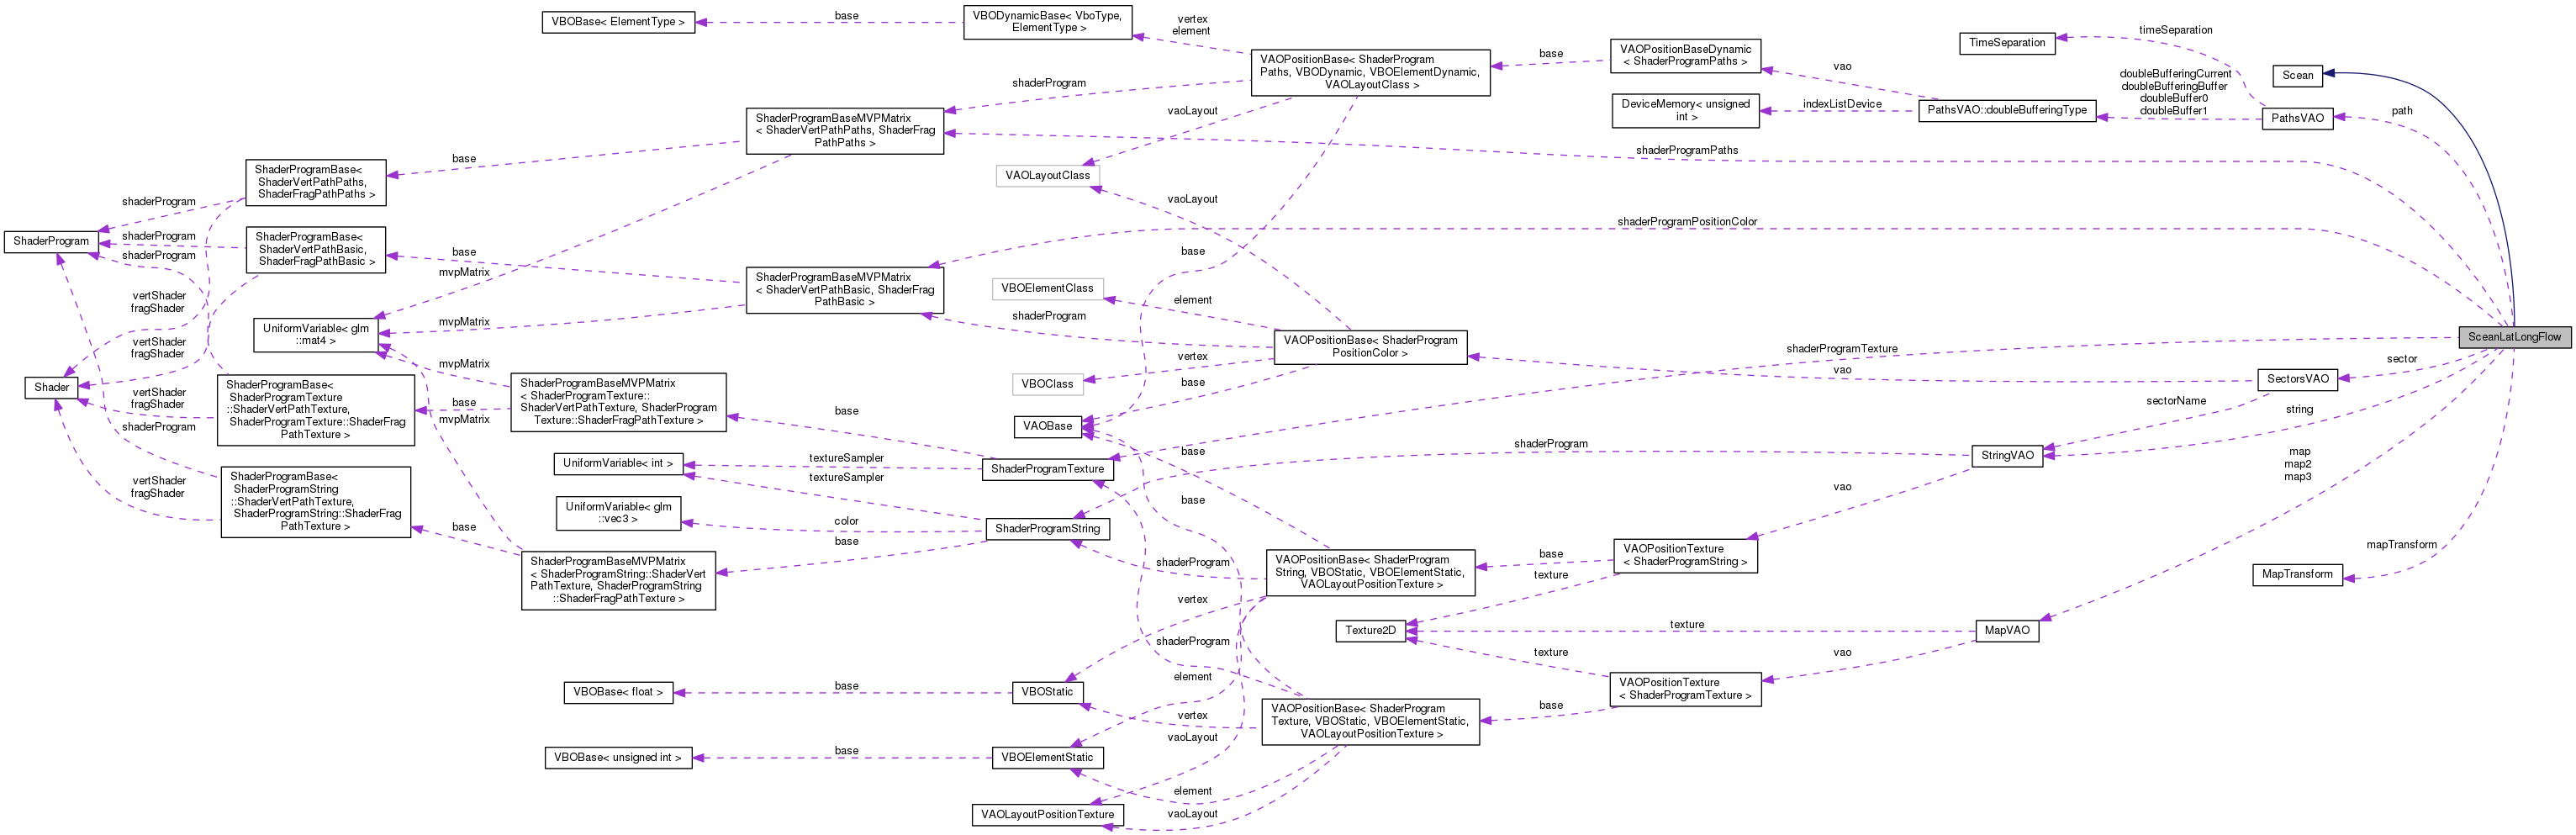 VBOBase< ElementType >
base
VBODynamicBase< VboType,
ElementType >
vertex
element
VAOPositionBase< ShaderProgram
Paths, VBODynamic, VBOElementDynamic,
VAOLayoutClass >
base
VAOPositionBaseDynamic
< ShaderProgramPaths >
vao
DeviceMemory< unsigned
int >
indexListDevice
PathsVAO::doubleBufferingType
TimeSeparation
timeSeparation
doubleBufferingCurrent
doubleBufferingBuffer
doubleBuffer0
doubleBuffer1
PathsVAO
Scean
path
shaderProgram
vaoLayout
ShaderProgramBaseMVPMatrix
< ShaderVertPathPaths, ShaderFrag
PathPaths >
shaderProgramPaths
base
ShaderProgramBase<
ShaderVertPathPaths,
ShaderFragPathPaths >
VAOLayoutClass
vaoLayout
shaderProgram
shaderProgramPositionColor
ShaderProgram
shaderProgram
ShaderProgramBase<
ShaderVertPathBasic,
ShaderFragPathBasic >
base
base
shaderProgram
mvpMatrix
ShaderProgramBaseMVPMatrix
< ShaderVertPathBasic, ShaderFrag
PathBasic >
VBOElementClass
element
vertShader
fragShader
shaderProgram
mvpMatrix
UniformVariable< glm
::mat4 >
VAOPositionBase< ShaderProgram
PositionColor >
SceanLatLongFlow
vertShader
fragShader
shaderProgramTexture
vertex
sector
vao
mvpMatrix
VBOClass
base
SectorsVAO
Shader
ShaderProgramBase<
ShaderProgramTexture
::ShaderVertPathTexture,
ShaderProgramTexture::ShaderFrag
PathTexture >
vertShader
fragShader
base
ShaderProgramBaseMVPMatrix
< ShaderProgramTexture::
ShaderVertPathTexture, ShaderProgram
Texture::ShaderFragPathTexture >
base
mvpMatrix
sectorName
string
VAOBase
shaderProgram
shaderProgram
base
StringVAO
map
map2
map3
UniformVariable< int >
textureSampler
textureSampler
ShaderProgramTexture
ShaderProgramBase<
ShaderProgramString
::ShaderVertPathTexture,
ShaderProgramString::ShaderFrag
PathTexture >
vertShader
fragShader
vao
base
UniformVariable< glm
::vec3 >
color
ShaderProgramString
base
base
ShaderProgramBaseMVPMatrix
< ShaderProgramString::ShaderVert
PathTexture, ShaderProgramString
::ShaderFragPathTexture >
shaderProgram
VAOPositionBase< ShaderProgram
String, VBOStatic, VBOElementStatic,
VAOLayoutPositionTexture >
base
texture
VAOPositionTexture
< ShaderProgramString >
mapTransform
MapTransform
vertex
Texture2D
texture
MapVAO
shaderProgram
texture
vao
element
VBOBase< float >
base
VBOStatic
VAOPositionTexture
< ShaderProgramTexture >
vertex
base
VAOPositionBase< ShaderProgram
Texture, VBOStatic, VBOElementStatic,
VAOLayoutPositionTexture >
vaoLayout
VBOBase< unsigned int >
base
VBOElementStatic
element
VAOLayoutPositionTexture
vaoLayout